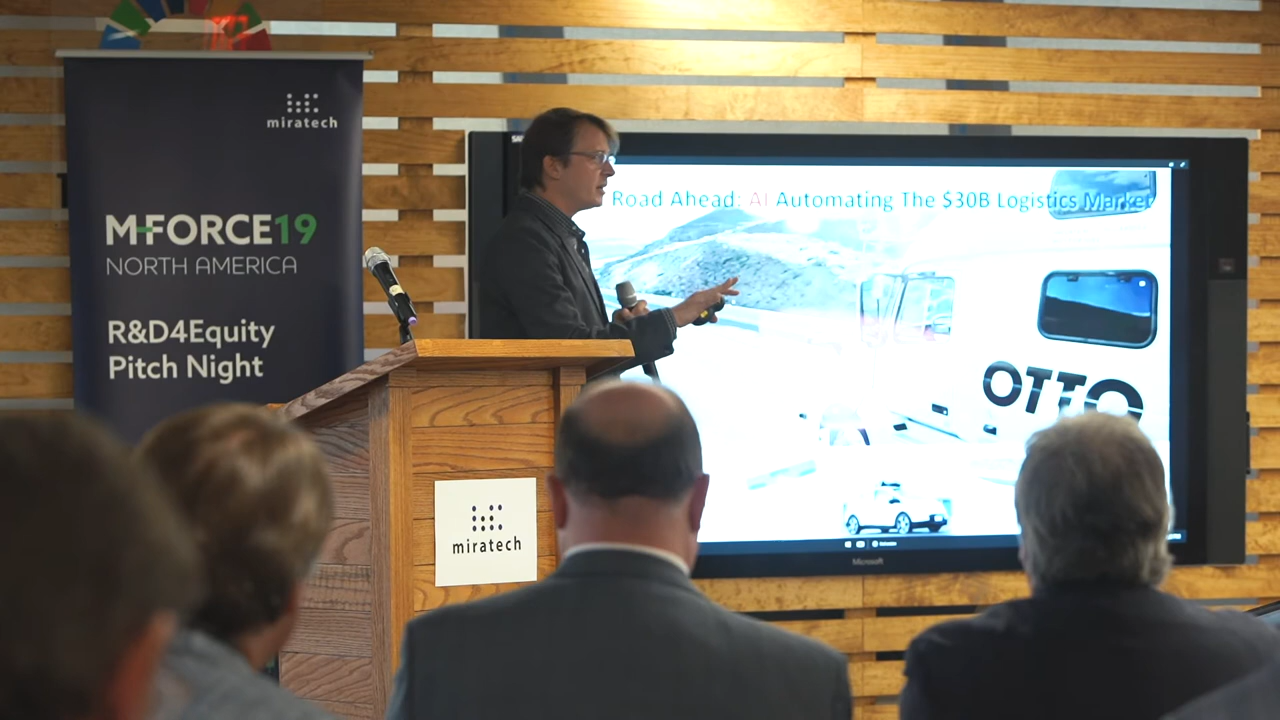 miratech
M+FORCE19
NORTH AMERICA
R&D4Equity
Pitch Night
Road Ahead: AI Automating The $30B Logistics Market
OTTO
miratech
Microsoft